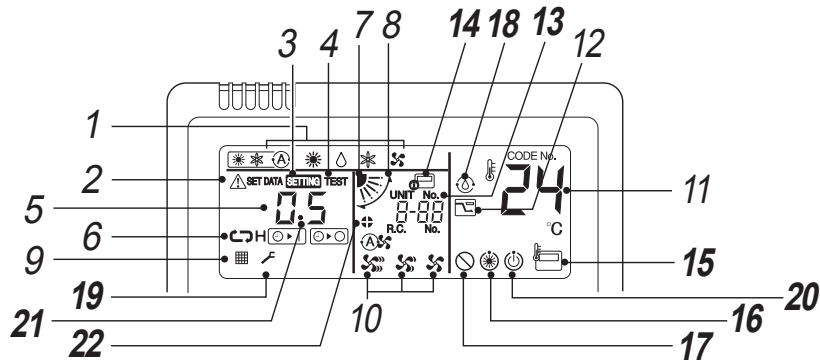 7 8 14 18 13 12
3 4
1
CODE No.
A
2 SET DATA SETTING TEST
UNIT No.
24 11
5 0.5
8-88
R.C. No.
°C
6 H
A
9
15
19
10
20
21
16
22
17